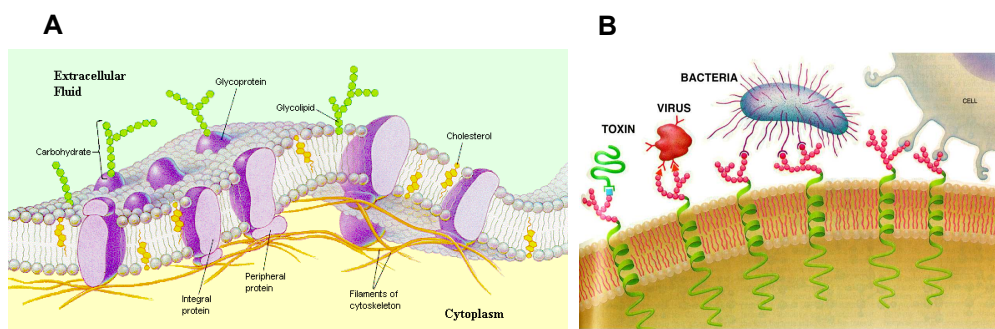 A
Extracellular
Fluid
Glycoprotein
Glycolipid
Cholesterol
Carbohydrate
Integral
protein
Peripheral
protein
Filaments of
cytoskeleton
Cytoplasm
B
BACTERIA
VIRUS
TOXIN
CELL